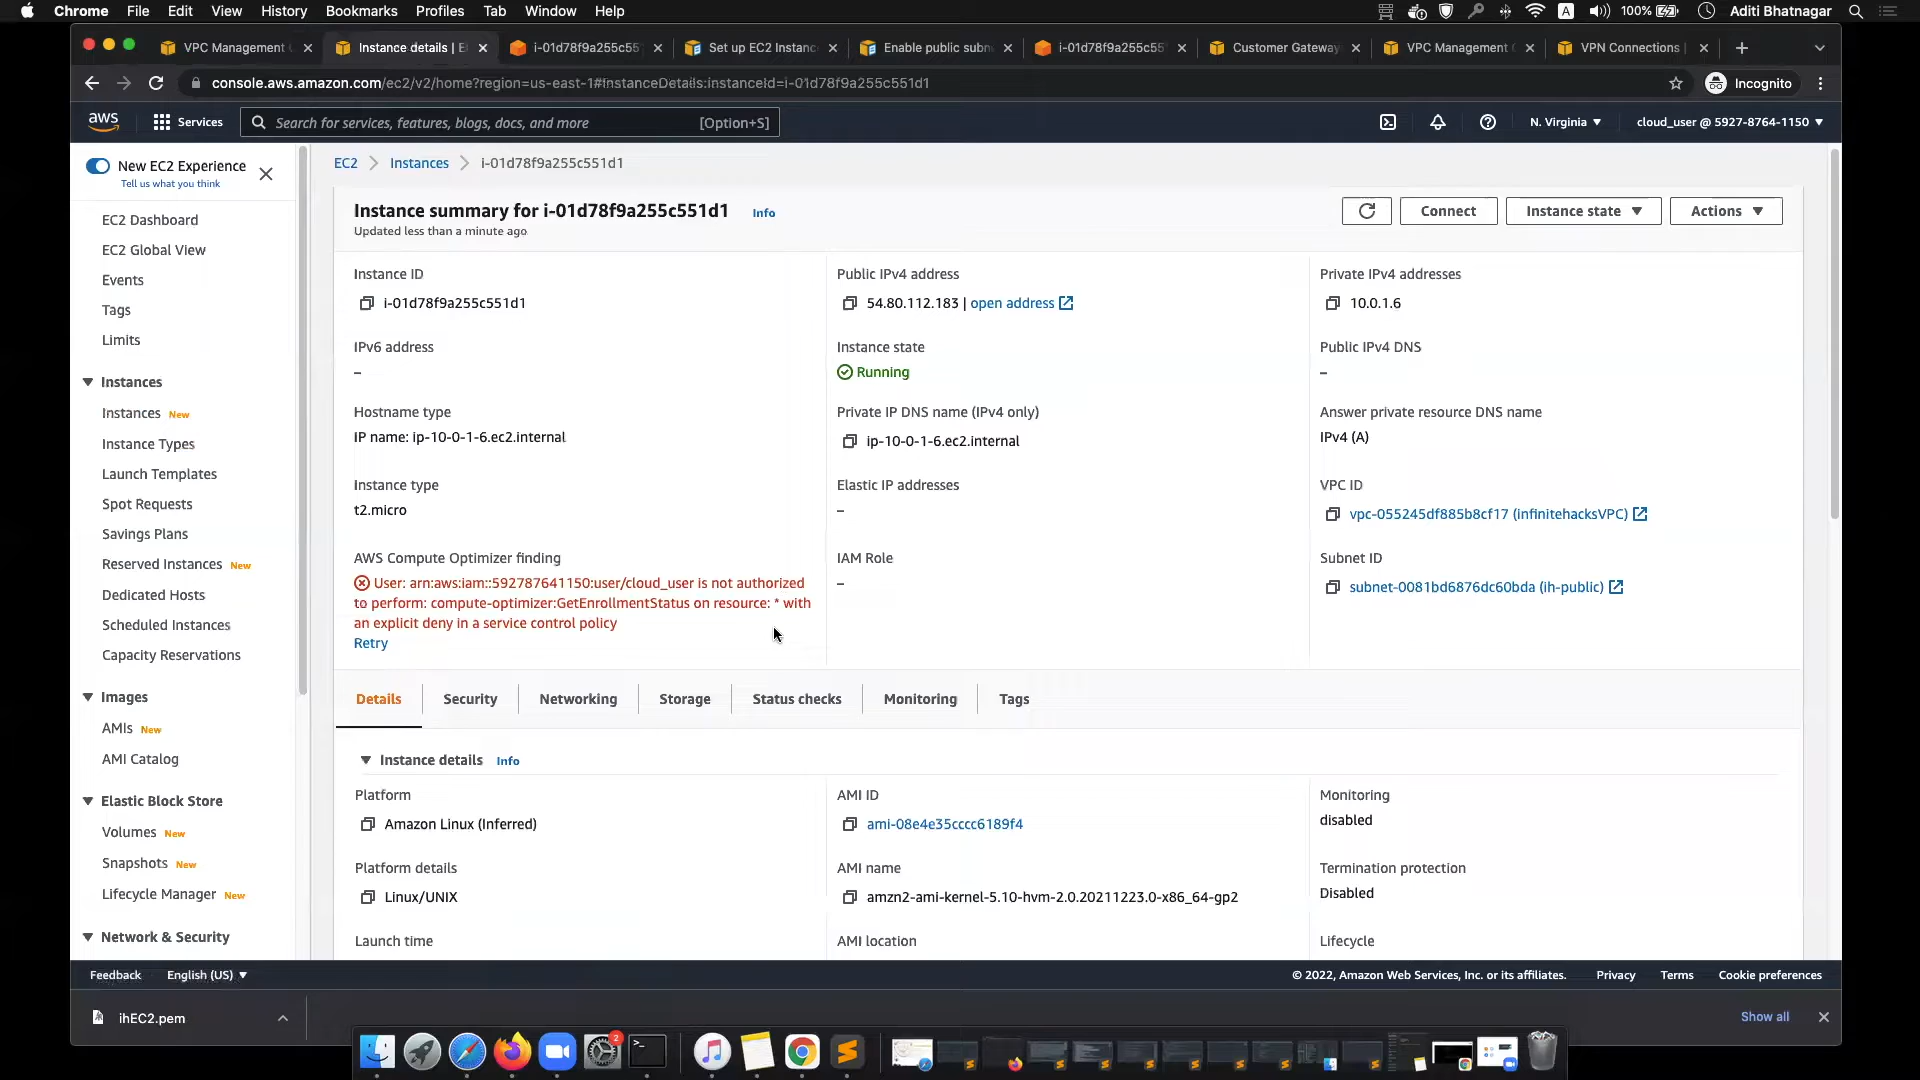 Chrome File Edit View History Bookmarks Profiles Tab Window Help
A 100% Aditi Bhatnagar
VPC Management
Instance details | E
i-01d78f9a255c55
Set up EC2 Instanc
Enable public subn
i-01d78f9a255c55
Customer Gateway
VPC Management
VPN Connections |
console.aws.amazon.com/ec2/v2/home?region=us-east-1#InstanceDetails:instanceId=i-01d78f9a255c551d1
Incognito
aws
Services
Search for services, features, blogs, docs, and more [Option+S]
N. Virginia
cloud_user @ 5927-8764-1150
New EC2 Experience
Tell us what you think
EC2 Dashboard
EC2 Global View
Events
Tags
Limits
Instances
Instances New
Instance Types
Launch Templates
Spot Requests
Savings Plans
Reserved Instances New
Dedicated Hosts
Scheduled Instances
Capacity Reservations
Images
AMIs New
AMI Catalog
Elastic Block Store
Volumes New
Snapshots New
Lifecycle Manager New
Network & Security
EC2 Instances i-01d78f9a255c551d1
Instance summary for i-01d78f9a255c551d1 Info
Updated less than a minute ago
Connect
Instance state
Actions
Instance ID
i-01d78f9a255c551d1
Public IPv4 address
54.80.112.183 | open address
Private IPv4 addresses
10.0.1.6
IPv6 address
–
Instance state
Running
Public IPv4 DNS
–
Hostname type
IP name: ip-10-0-1-6.ec2.internal
Private IP DNS name (IPv4 only)
ip-10-0-1-6.ec2.internal
Answer private resource DNS name
IPv4 (A)
Instance type
t2.micro
Elastic IP addresses
–
VPC ID
vpc-055245df885b8cf17 (infinitehacksVPC)
AWS Compute Optimizer finding
User: arn:aws:iam::592787641150:user/cloud_user is not authorized
to perform: compute-optimizer:GetEnrollmentStatus on resource: * with
an explicit deny in a service control policy
Retry
IAM Role
–
Subnet ID
subnet-0081bd6876dc60bda (ih-public)
Details Security Networking Storage Status checks Monitoring Tags
Instance details Info
Platform
Amazon Linux (Inferred)
AMI ID
ami-08e4e35cccc6189f4
Monitoring
disabled
Platform details
Linux/UNIX
AMI name
amzn2-ami-kernel-5.10-hvm-2.0.20211223.0-x86_64-gp2
Termination protection
Disabled
Launch time
AMI location
Lifecycle
Feedback English (US)
© 2022, Amazon Web Services, Inc. or its affiliates. Privacy Terms Cookie preferences
ihEC2.pem
Show all
2